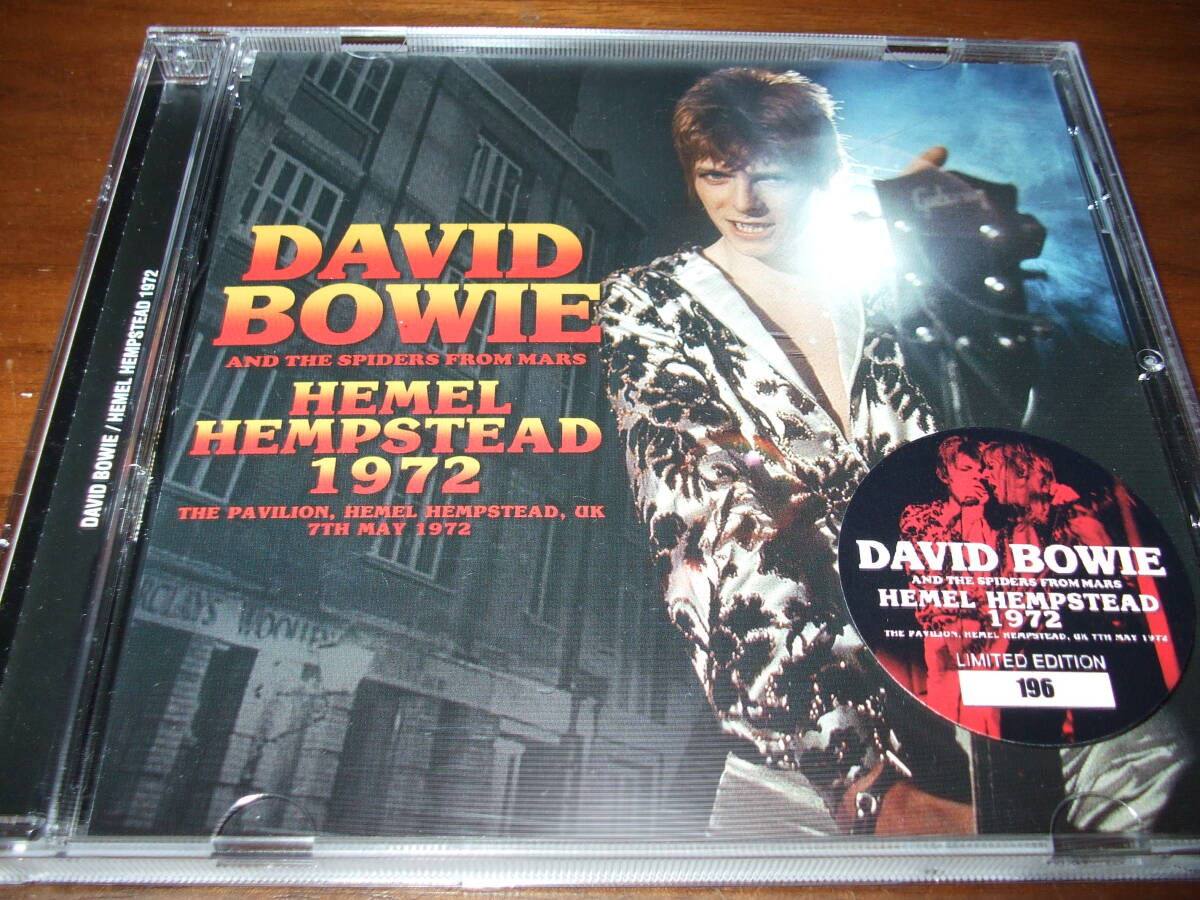 DAVID BOWIE / HEMEL HEMPSTEAD 1972
DAVID
BOWIE
AND THE SPIDERS FROM MARS
HEMEL
HEMPSTEAD
1972
THE PAVILION, HEMEL HEMPSTEAD, UK
7TH MAY 1972
DAVID BOWIE
AND THE SPIDERS FROM MARS
HEMEL HEMPSTEAD
1972
THE PAVILION, HEMEL HEMPSTEAD, UK 7TH MAY 1972
LIMITED EDITION
196